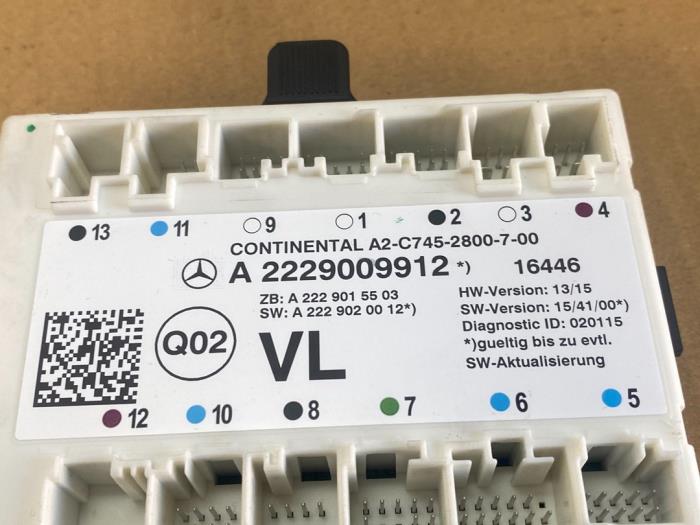 13 11 9 1 2 3 4
CONTINENTAL A2-C745-2800-7-00
A 2229009912 *) 16446
ZB: A 222 901 55 03
SW: A 222 902 00 12*)
HW-Version: 13/15
SW-Version: 15/41/00*)
Diagnostic ID: 020115
*)gueltig bis zu evtl.
SW-Aktualisierung
Q02
VL
12 10 8 7 6 5